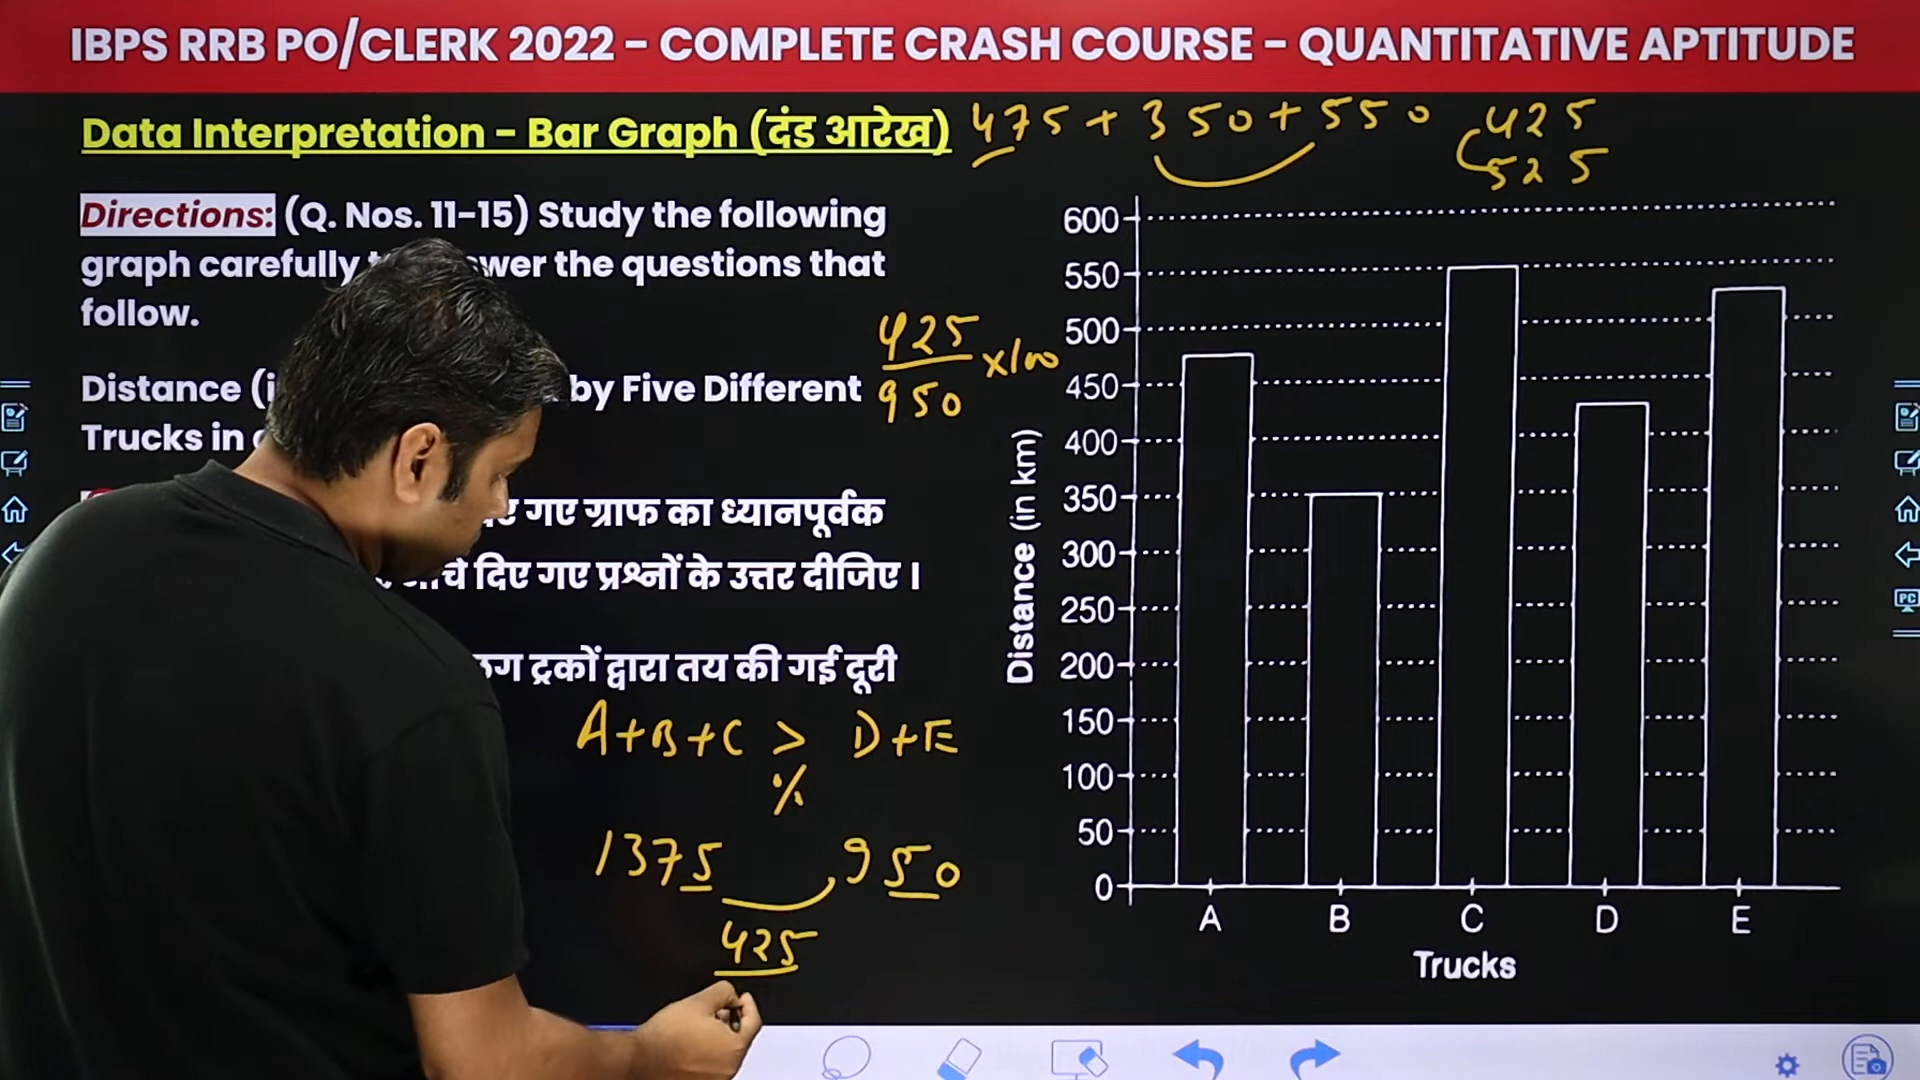 IBPS RRB PO/CLERK 2022 - COMPLETE CRASH COURSE - QUANTITATIVE APTITUDE
Data Interpretation - Bar Graph (दंड आरेख)
475 + 350 + 550
425
525
Directions: (Q. Nos. 11-15) Study the following
graph carefully wer the questions that
follow.
Distance ( by Five Different
Trucks in
गए ग्राफ का ध्यानपूर्वक
दिए गए प्रश्नों के उत्तर दीजिए ।
ट्रकों द्वारा तय की गई दूरी
425
950
x100
A+B+C > D+E
%
1375 950
425
Distance (in km)
600
550
500
450
400
350
300
250
200
150
100
50
0
A B C D E
Trucks
PC